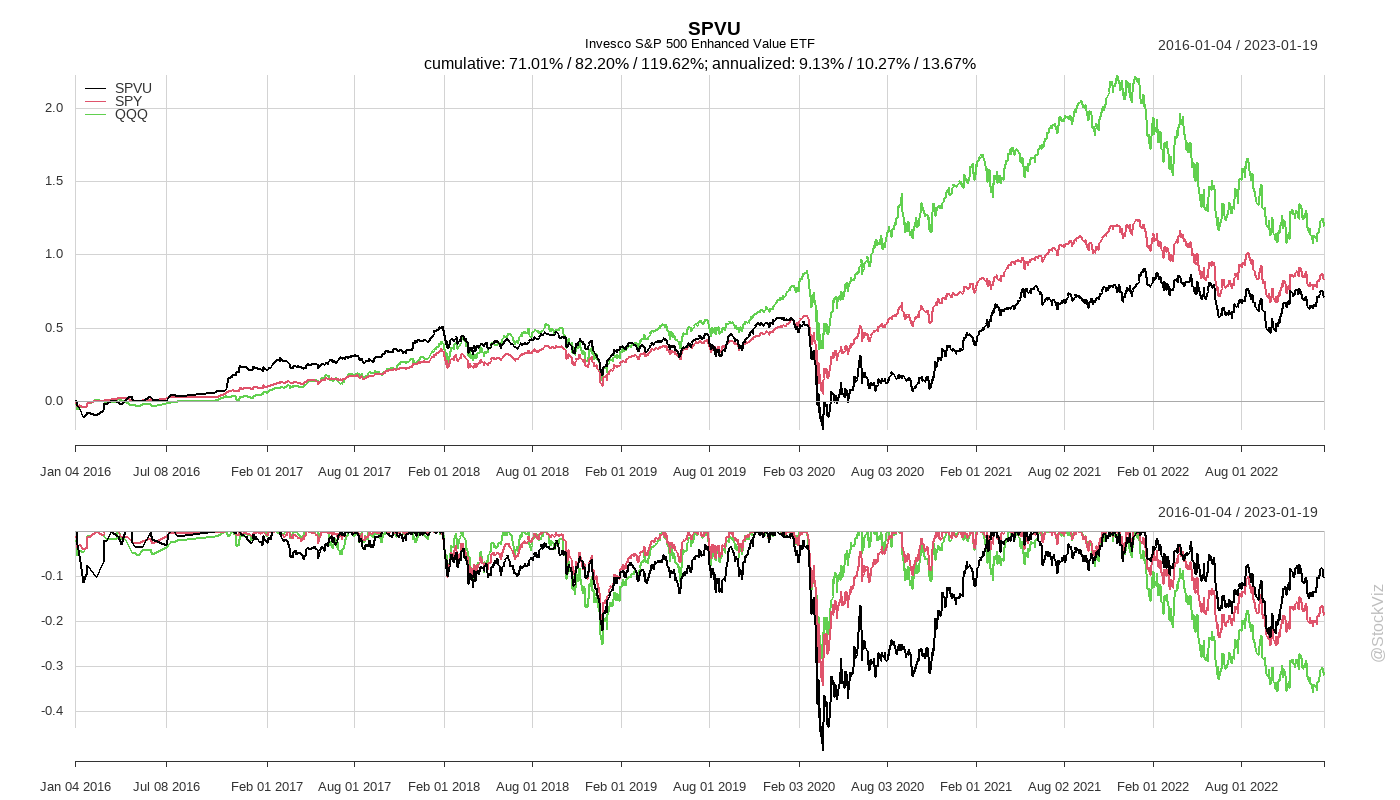 SPVU
Invesco S&P 500 Enhanced Value ETF
2016-01-04 / 2023-01-19
cumulative: 71.01% / 82.20% / 119.62%; annualized: 9.13% / 10.27% / 13.67%
SPVU
SPY
QQQ
2.0
1.5
1.0
0.5
0.0
Jan 04 2016 Jul 08 2016 Feb 01 2017 Aug 01 2017 Feb 01 2018 Aug 01 2018 Feb 01 2019 Aug 01 2019 Feb 03 2020 Aug 03 2020 Feb 01 2021 Aug 02 2021 Feb 01 2022 Aug 01 2022
2016-01-04 / 2023-01-19
-0.1
-0.2
-0.3
-0.4
Jan 04 2016 Jul 08 2016 Feb 01 2017 Aug 01 2017 Feb 01 2018 Aug 01 2018 Feb 01 2019 Aug 01 2019 Feb 03 2020 Aug 03 2020 Feb 01 2021 Aug 02 2021 Feb 01 2022 Aug 01 2022
@StockViz